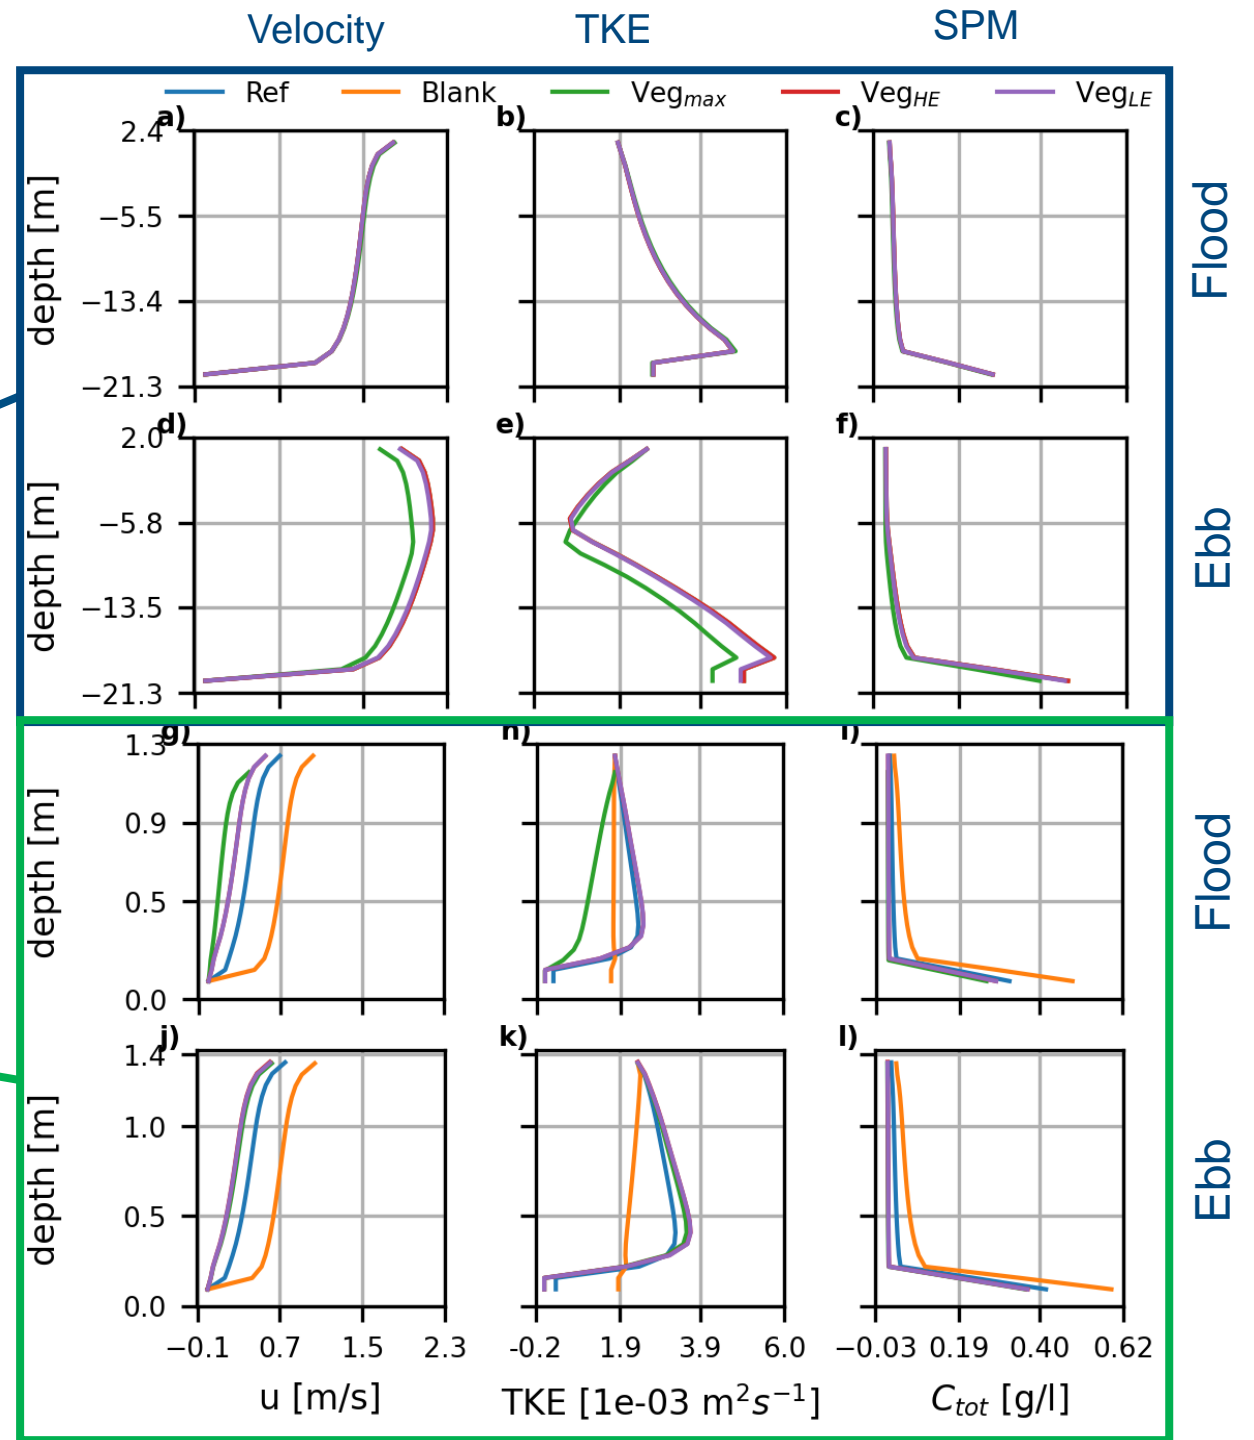 Velocity TKE SPM
Ref Blank Veg_max Veg_HE Veg_LE
a) b) c)
2.4
−5.5
−13.4
−21.3
depth [m]
Flood
d) e) f)
2.0
−5.8
−13.5
−21.3
depth [m]
Ebb
g) h) i)
1.3
0.9
0.5
0.0
depth [m]
Flood
j) k) l)
1.4
1.0
0.5
0.0
depth [m]
Ebb
−0.1 0.7 1.5 2.3 -0.2 1.9 3.9 6.0 −0.03 0.19 0.40 0.62
u [m/s] TKE [1e-03 m²s⁻¹] C_tot [g/l]